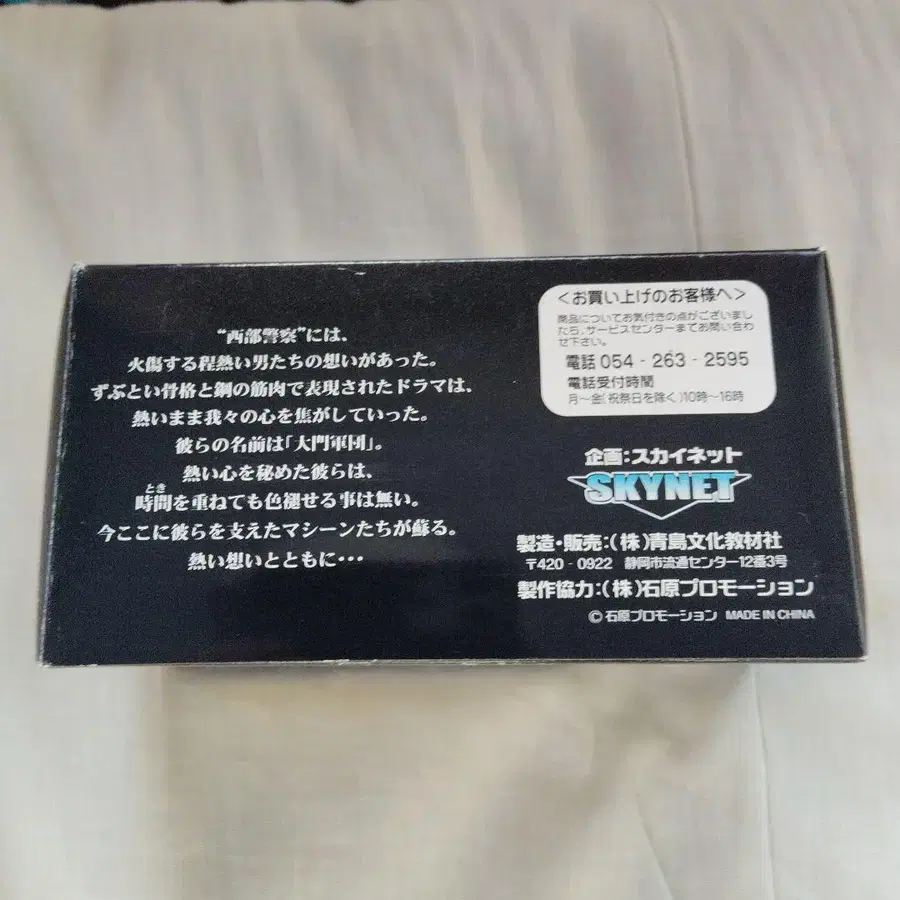 “西部警察”には、
火傷する程熱い男たちの想いがあった。
ずぶとい骨格と鋼の筋肉で表現されたドラマは、
熱いまま我々の心を焦がしていった。
彼らの名前は「大門軍団」。
熱い心を秘めた彼らは、
とき
時間を重ねても色褪せる事は無い。
今ここに彼らを支えたマシーンたちが蘇る。
熱い想いとともに・・・
＜お買い上げのお客様へ＞
商品についてお気付きの点がございまし
たら、サービスセンターまでお問い合わ
せ下さい。
電話 054 - 263 - 2595
電話受付時間
月～金(祝祭日を除く)10時～16時
企画:スカイネット
SKYNET
製造・販売:(株)青島文化教材社
〒420 - 0922 静岡市流通センター12番3号
製作協力:(株)石原プロモーション
© 石原プロモーション MADE IN CHINA